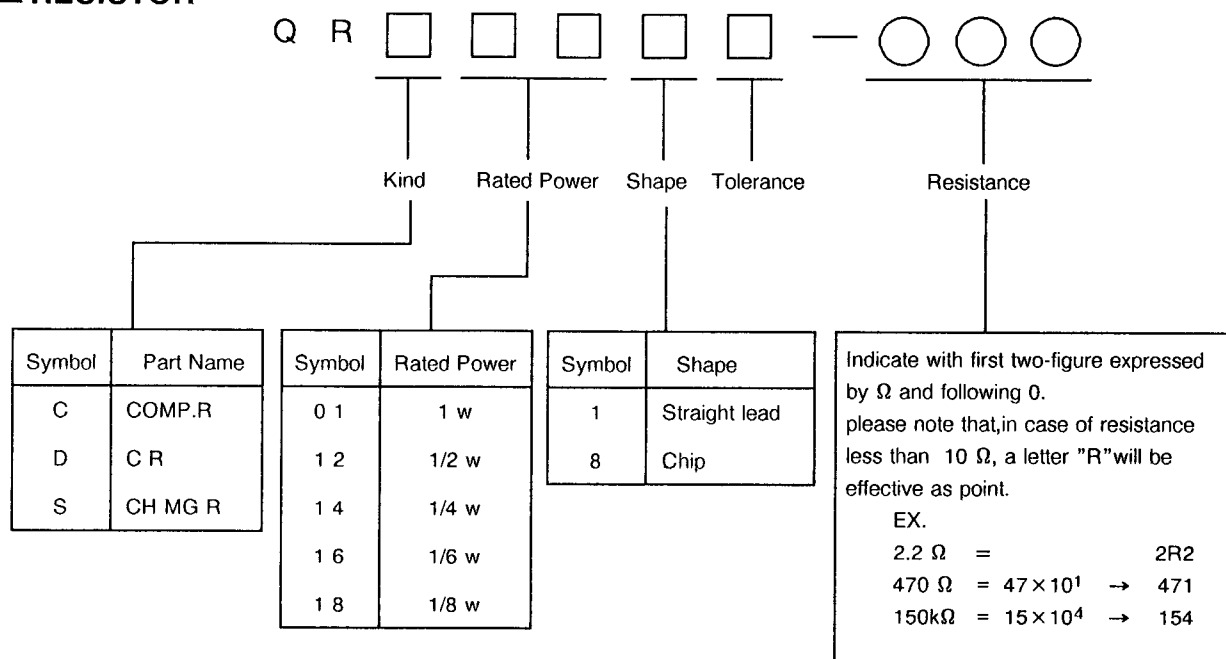 Q R □ □ □ □ □ — ○ ○ ○
Kind Rated Power Shape Tolerance Resistance
Symbol Part Name
C COMP.R
D C R
S CH MG R
Symbol Rated Power
0 1 1 w
1 2 1/2 w
1 4 1/4 w
1 6 1/6 w
1 8 1/8 w
Symbol Shape
1 Straight lead
8 Chip
Indicate with first two-figure expressed
by Ω and following 0.
please note that,in case of resistance
less than 10 Ω, a letter "R"will be
effective as point.
EX.
2.2 Ω = 2R2
470 Ω = 47×10¹ → 471
150kΩ = 15×10⁴ → 154